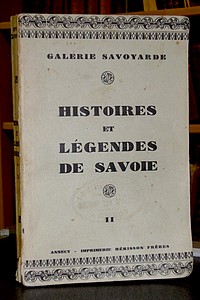 GALERIE SAVOYARDE
HISTOIRES
ET
LÉGENDES
DE SAVOIE
II
ANNECY - IMPRIMERIE HÉRISSON FRÈRES